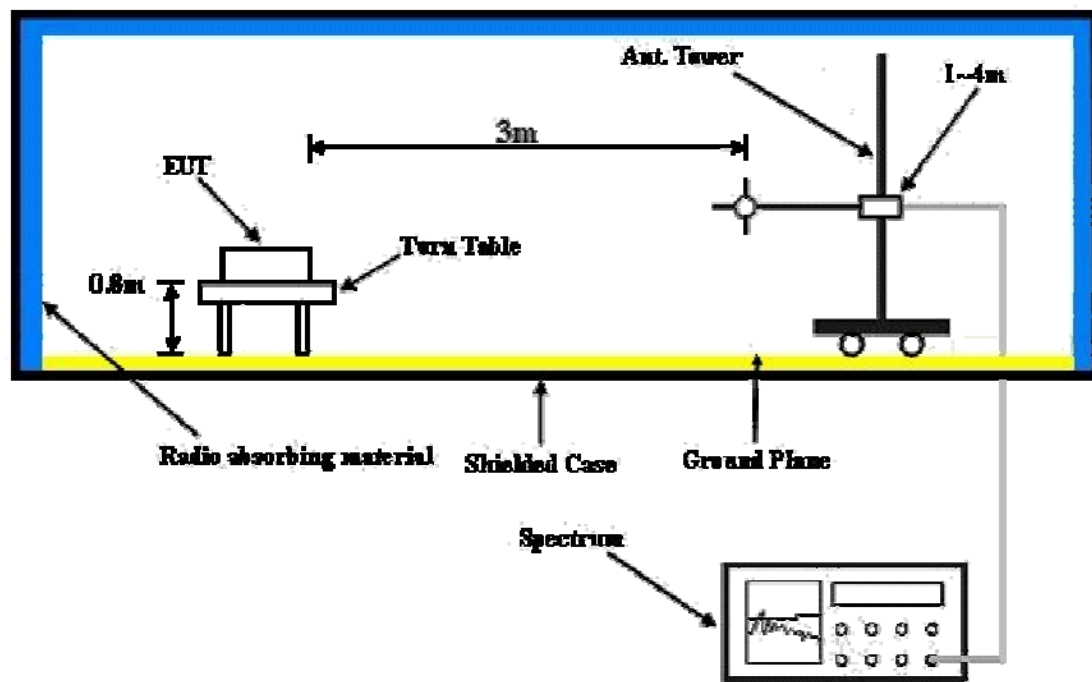 Ant. Tower
1~4m
3m
EUT
Turn Table
0.8m
Radio absorbing material
Shielded Case
Ground Plane
Spectrum